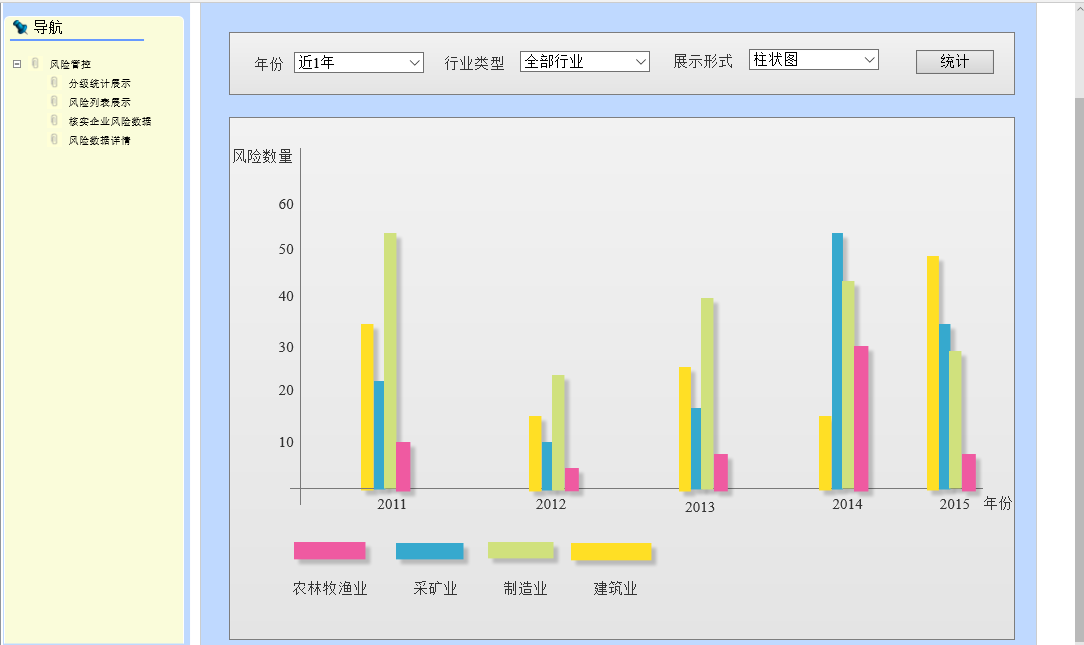 导航
风险管控
分级统计展示
风险列表展示
核实企业风险数据
风险数据详情
年份 近1年 行业类型 全部行业 展示形式 柱状图 统计
风险数量
60
50
40
30
20
10
2011 2012 2013 2014 2015 年份
农林牧渔业 采矿业 制造业 建筑业